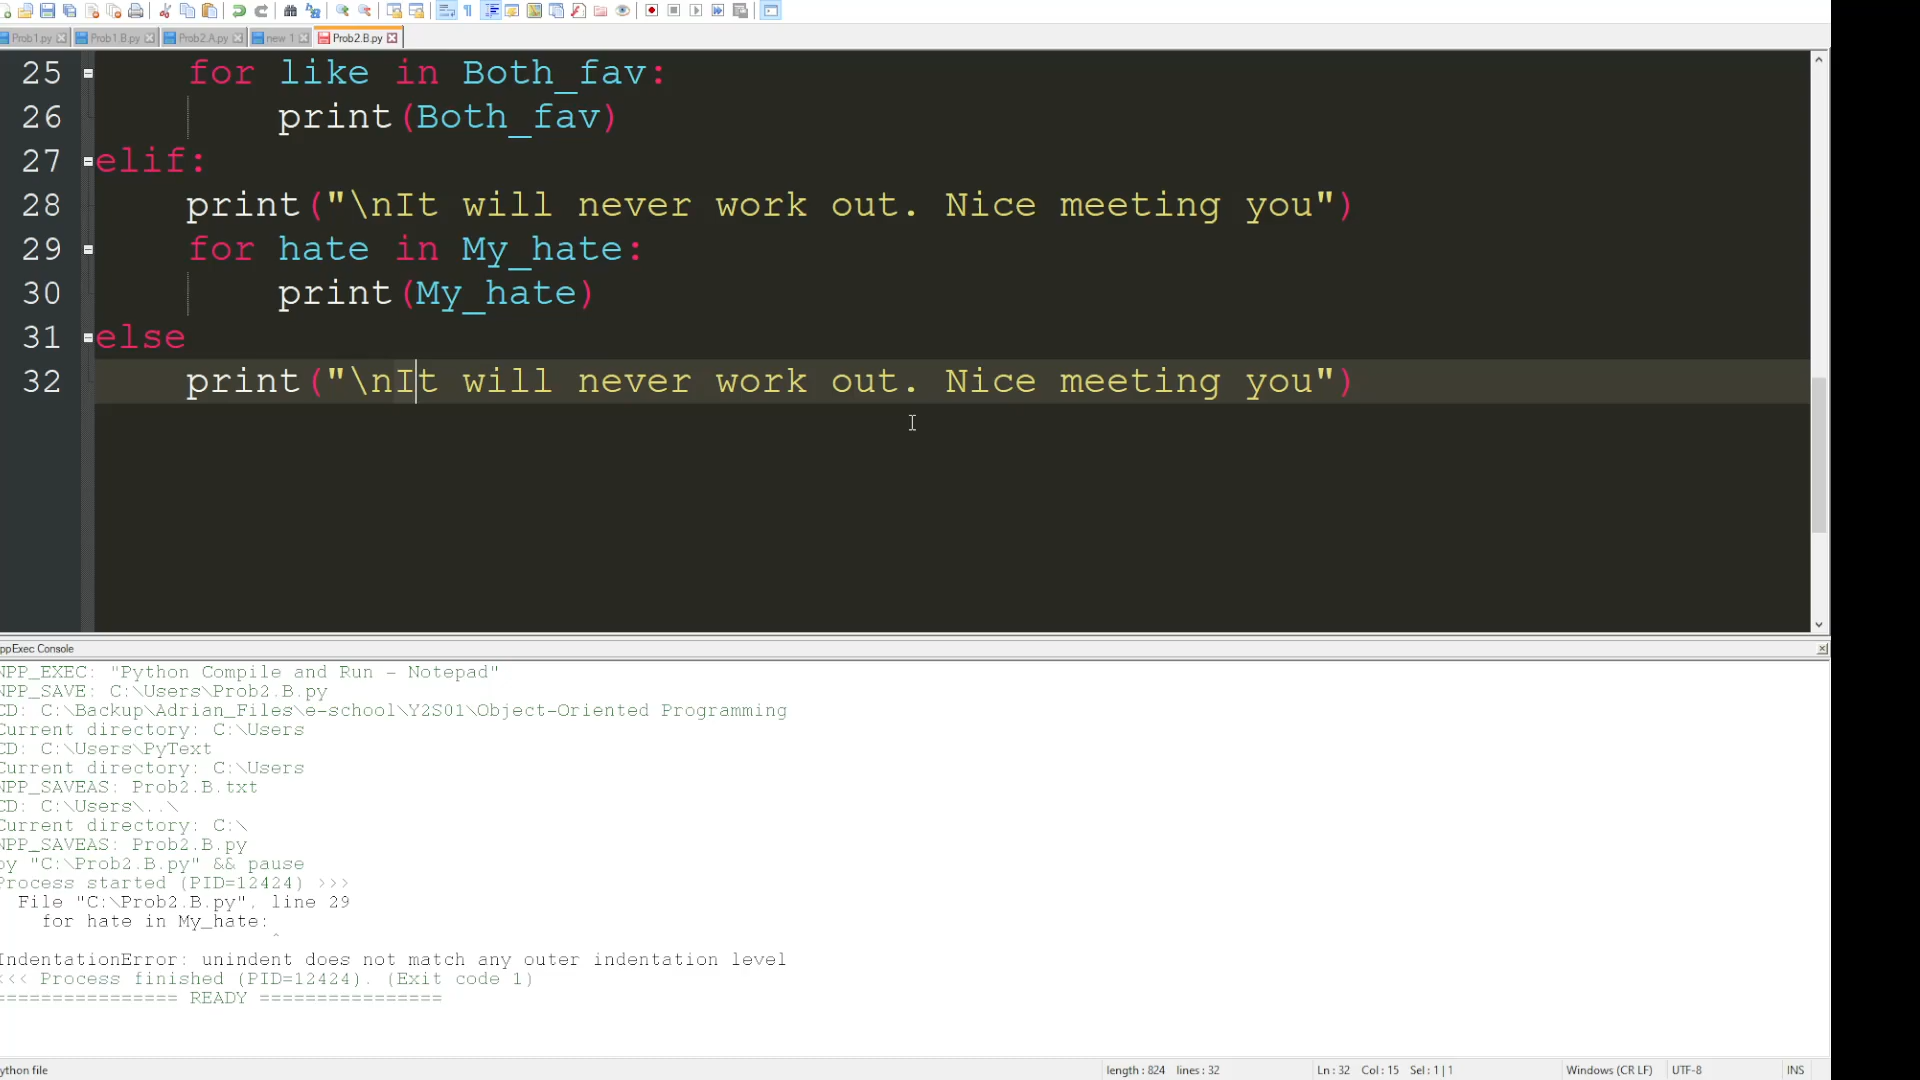 Prob1.py Prob1.B.py Prob2.A.py new 1 Prob2.B.py
25 for like in Both_fav:
26 print(Both_fav)
27 elif:
28 print("\nIt will never work out. Nice meeting you")
29 for hate in My_hate:
30 print(My_hate)
31 else
32 print("\nIt will never work out. Nice meeting you")
ppExec Console
NPP_EXEC: "Python Compile and Run - Notepad"
NPP_SAVE: C:\Users\Prob2.B.py
CD: C:\Backup\Adrian_Files\e-school\Y2S01\Object-Oriented Programming
Current directory: C:\Users
CD: C:\Users\PyText
Current directory: C:\Users
NPP_SAVEAS: Prob2.B.txt
CD: C:\Users\..\
Current directory: C:\
NPP_SAVEAS: Prob2.B.py
py "C:\Prob2.B.py" && pause
Process started (PID=12424) >>>
File "C:\Prob2.B.py", line 29
for hate in My_hate:
^
IndentationError: unindent does not match any outer indentation level
<<< Process finished (PID=12424). (Exit code 1)
================ READY ================
ython file length : 824 lines : 32 Ln : 32 Col : 15 Sel : 1 | 1 Windows (CR LF) UTF-8 INS